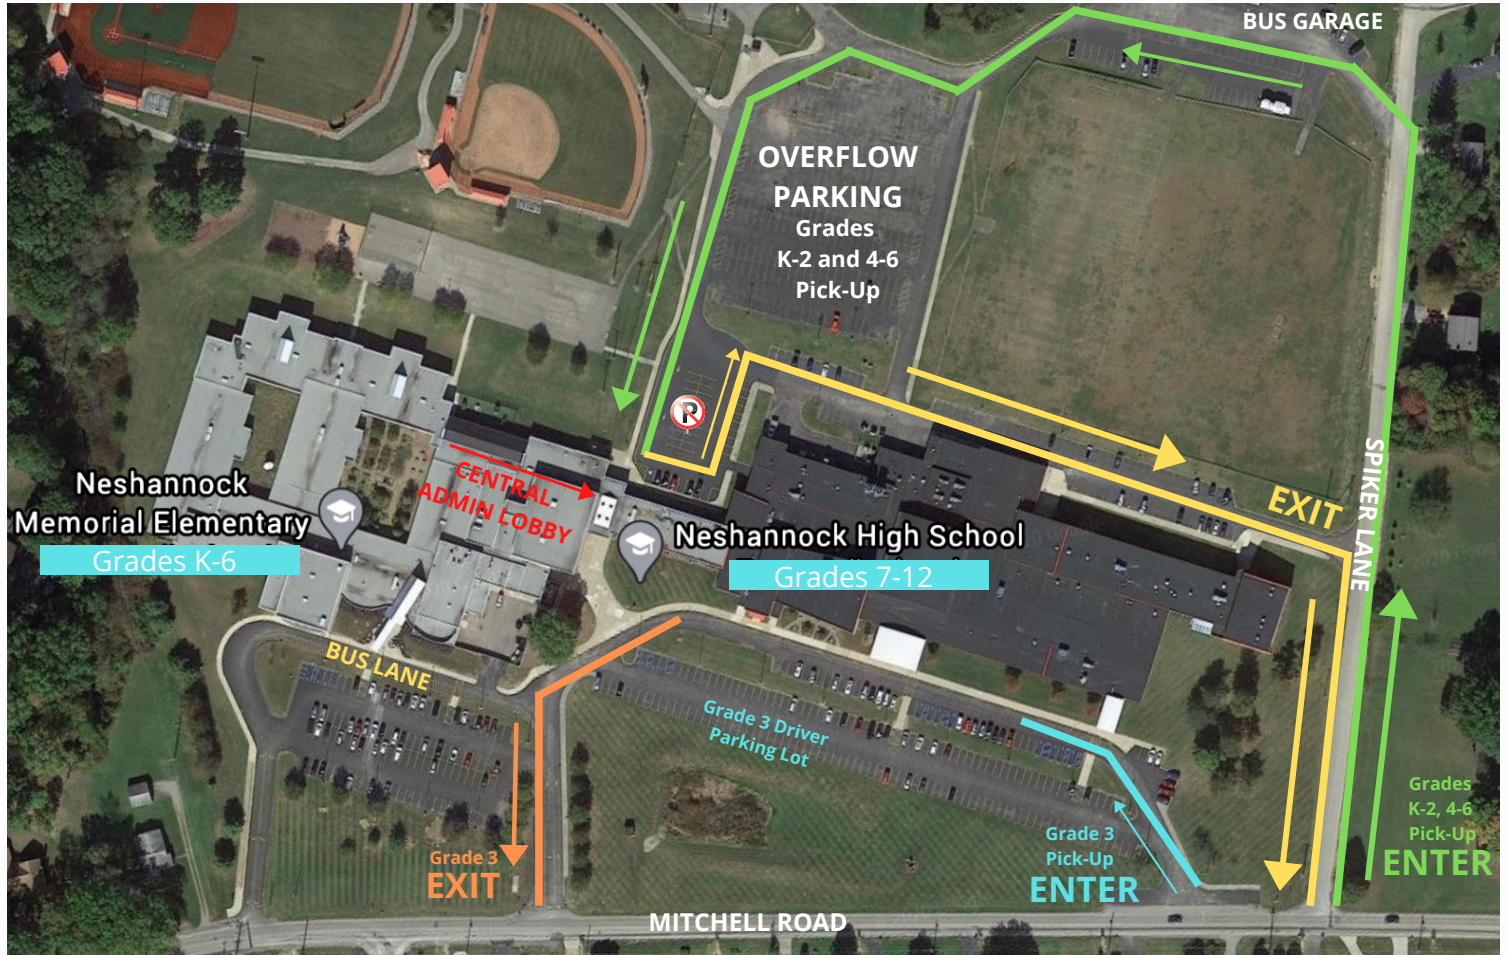 BUS GARAGE
OVERFLOW
PARKING
Grades
K-2 and 4-6
Pick-Up
P
CENTRAL
ADMIN LOBBY
EXIT
SPIKER LANE
Neshannock
Memorial Elementary
Grades K-6
Neshannock High School
Grades 7-12
BUS LANE
Grade 3 Driver
Parking Lot
Grades
K-2, 4-6
Pick-Up
ENTER
Grade 3
Pick-Up
ENTER
Grade 3
EXIT
MITCHELL ROAD